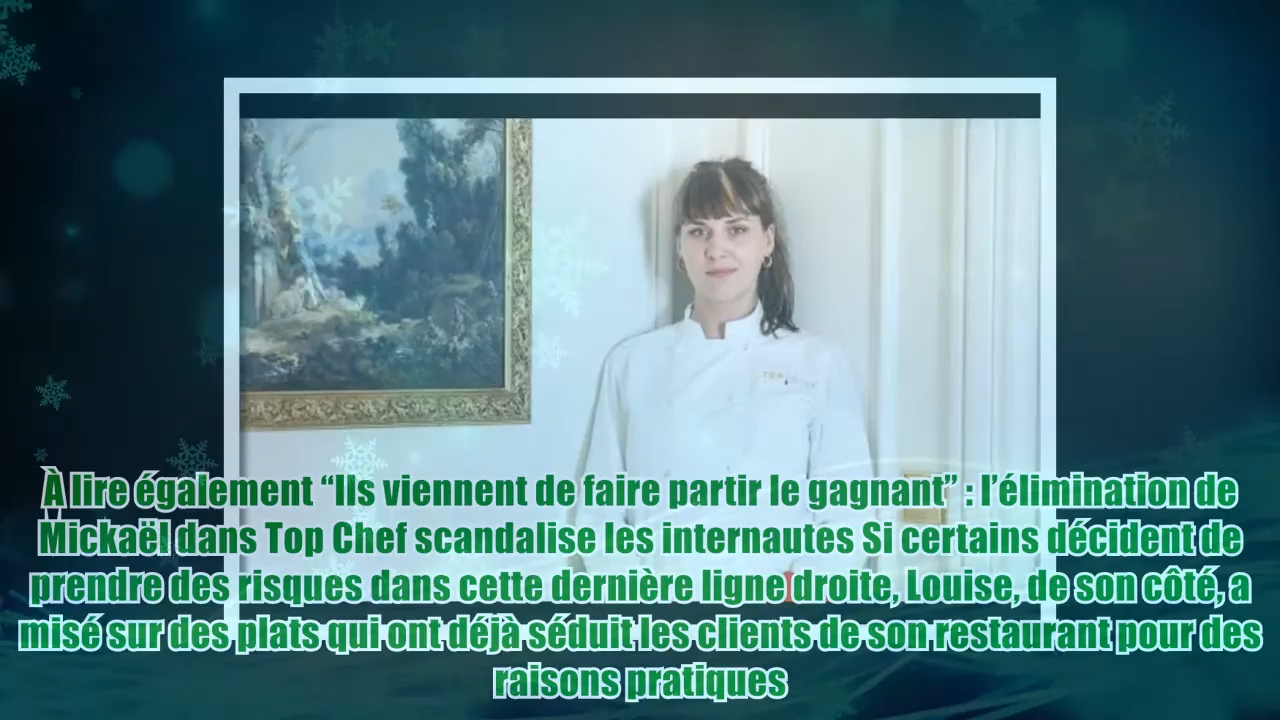 TOP CHEF
À lire également “Ils viennent de faire partir le gagnant” : l’élimination de
Mickaël dans Top Chef scandalise les internautes Si certains décident de
prendre des risques dans cette dernière ligne droite, Louise, de son côté, a
misé sur des plats qui ont déjà séduit les clients de son restaurant pour des
raisons pratiques